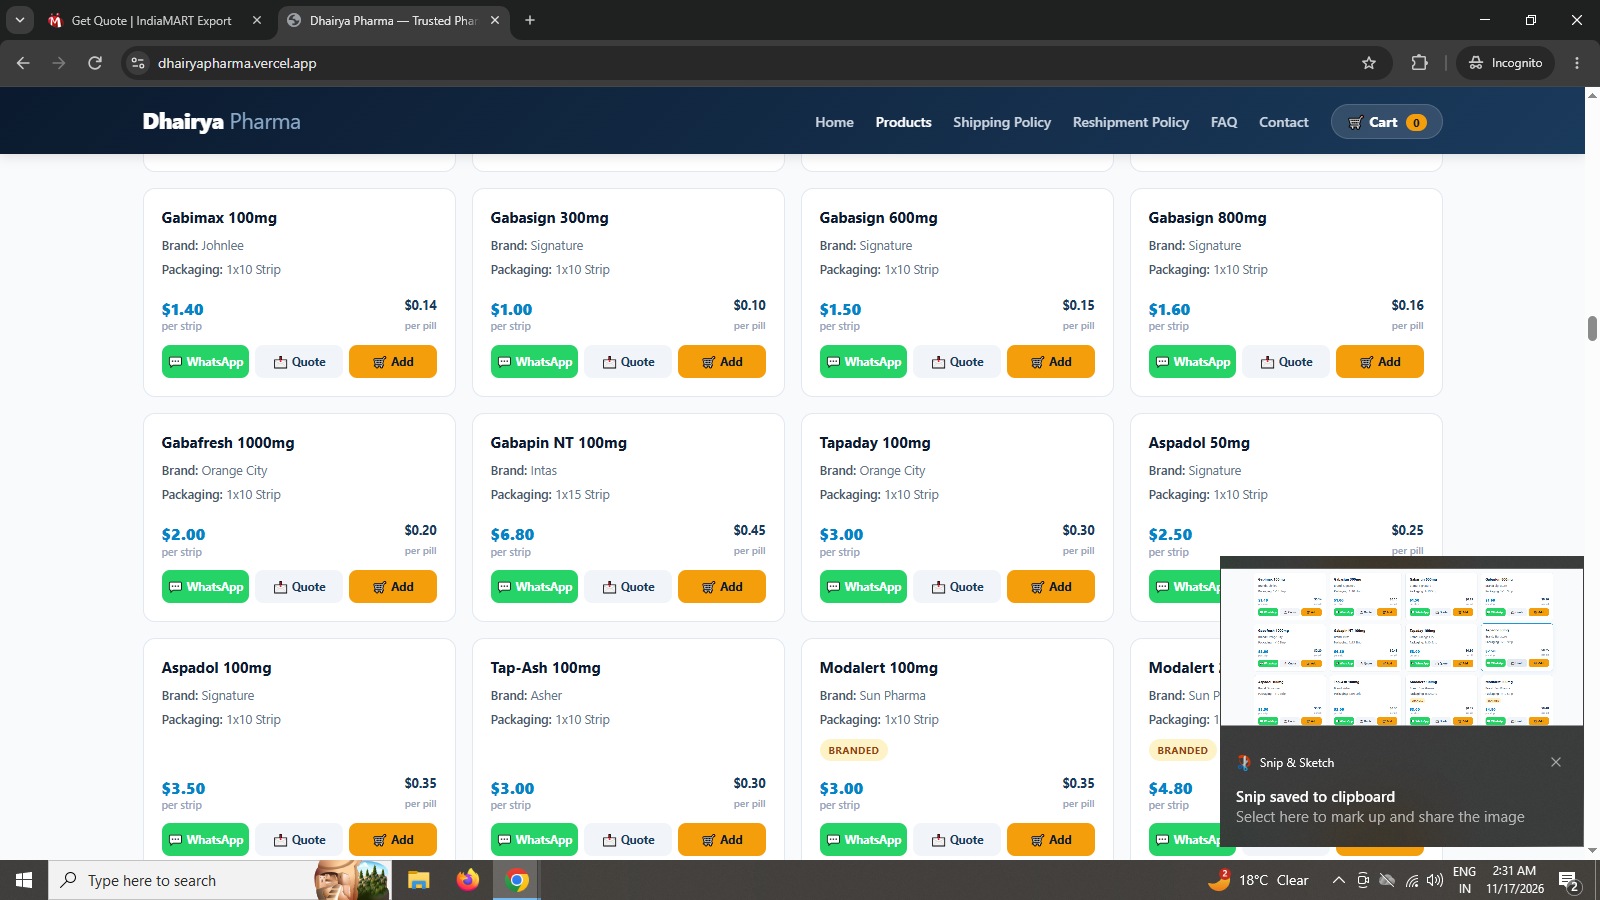 Get Quote | IndiaMART Export
Dhairya Pharma — Trusted Phar
dhairyapharma.vercel.app
Incognito
Dhairya Pharma
Home
Products
Shipping Policy
Reshipment Policy
FAQ
Contact
Cart 0
Gabimax 100mg
Brand: Johnlee
Packaging: 1x10 Strip
$1.40
per strip
$0.14
per pill
WhatsApp
Quote
Add
Gabasign 300mg
Brand: Signature
Packaging: 1x10 Strip
$1.00
per strip
$0.10
per pill
WhatsApp
Quote
Add
Gabasign 600mg
Brand: Signature
Packaging: 1x10 Strip
$1.50
per strip
$0.15
per pill
WhatsApp
Quote
Add
Gabasign 800mg
Brand: Signature
Packaging: 1x10 Strip
$1.60
per strip
$0.16
per pill
WhatsApp
Quote
Add
Gabafresh 1000mg
Brand: Orange City
Packaging: 1x10 Strip
$2.00
per strip
$0.20
per pill
WhatsApp
Quote
Add
Gabapin NT 100mg
Brand: Intas
Packaging: 1x15 Strip
$6.80
per strip
$0.45
per pill
WhatsApp
Quote
Add
Tapaday 100mg
Brand: Orange City
Packaging: 1x10 Strip
$3.00
per strip
$0.30
per pill
WhatsApp
Quote
Add
Aspadol 50mg
Brand: Signature
Packaging: 1x10 Strip
$2.50
per strip
$0.25
per pill
WhatsApp
Aspadol 100mg
Brand: Signature
Packaging: 1x10 Strip
$3.50
per strip
$0.35
per pill
WhatsApp
Quote
Add
Tap-Ash 100mg
Brand: Asher
Packaging: 1x10 Strip
$3.00
per strip
$0.30
per pill
WhatsApp
Quote
Add
Modalert 100mg
Brand: Sun Pharma
Packaging: 1x10 Strip
BRANDED
$3.00
per strip
$0.35
per pill
WhatsApp
Quote
Add
Modalert
Brand: Sun P
Packaging: 1
BRANDED
$4.80
per strip
WhatsApp
Snip & Sketch
Snip saved to clipboard
Select here to mark up and share the image
Type here to search
2
18°C Clear
ENG
IN
2:31 AM
11/17/2026
2